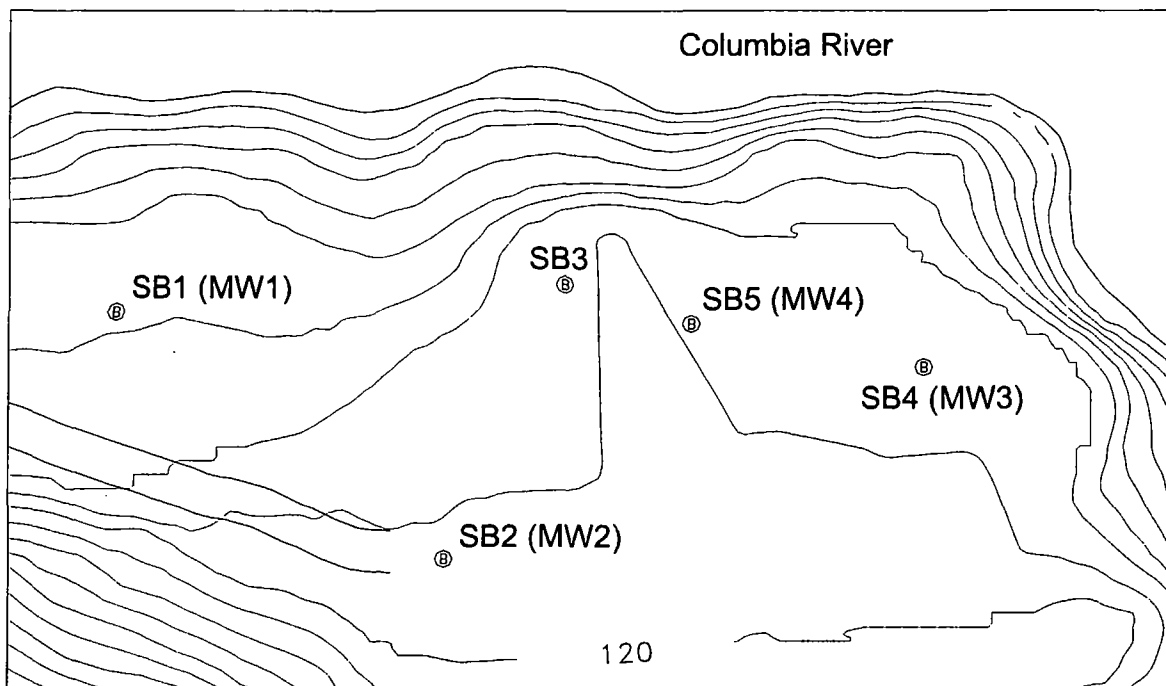 Columbia River
SB3
SB1 (MW1)
B
B
SB5 (MW4)
B
B
SB4 (MW3)
SB2 (MW2)
B
120